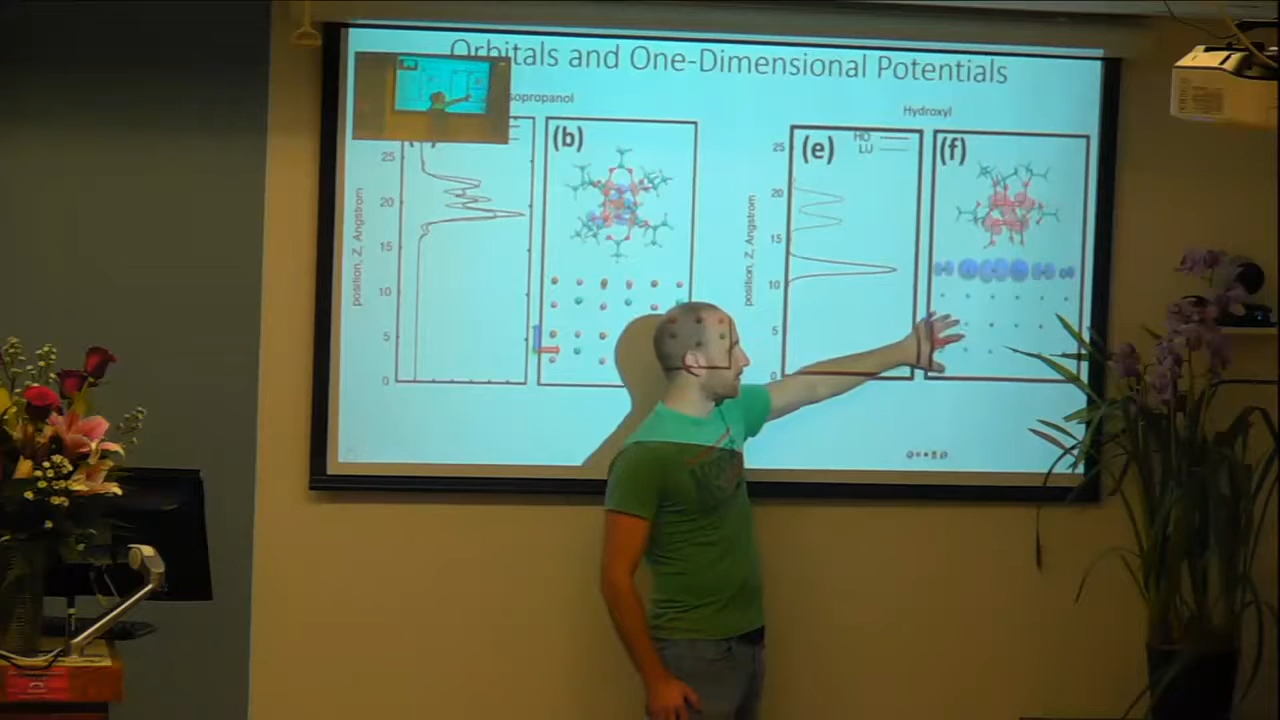 Orbitals and One-Dimensional Potentials
sopropanol
Hydroxyl
position, Z, Angstrom
25
20
15
10
5
0
(b)
position, Z, Angstrom
25
20
15
10
5
0
(e)
HO
LU
(f)